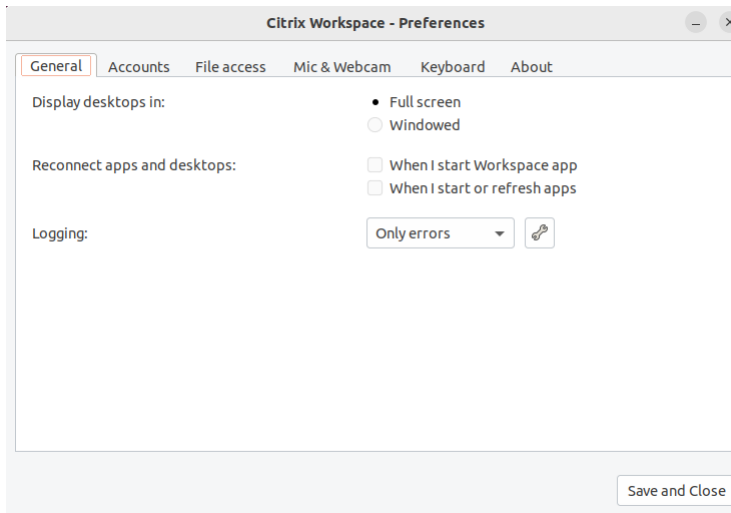 Citrix Workspace - Preferences
General Accounts File access Mic & Webcam Keyboard About
Display desktops in: Full screen
Windowed
Reconnect apps and desktops: When I start Workspace app
When I start or refresh apps
Logging: Only errors
Save and Close